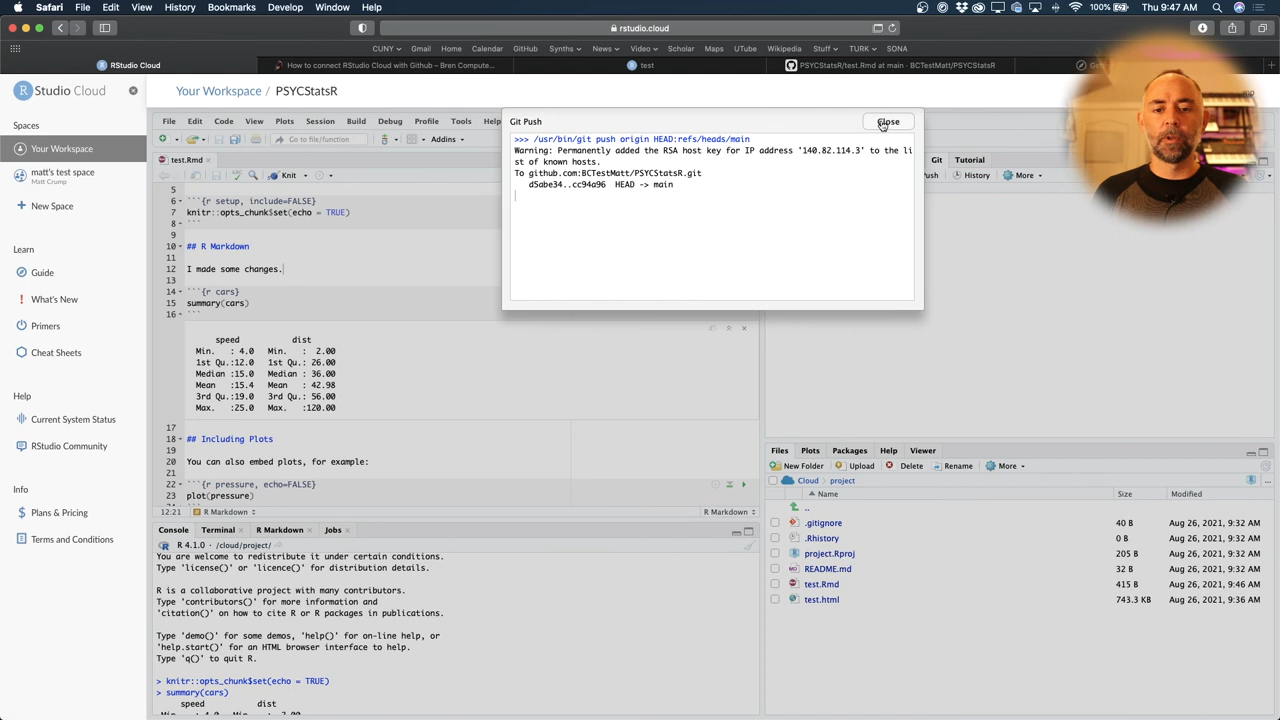 Safari File Edit View History Bookmarks Develop Window Help 100% Thu 9:47 AM
rstudio.cloud
CUNY Gmail Home Calendar GitHub Synths News Video Scholar Maps UTube Wikipedia Stuff TURK SONA
RStudio Cloud How to connect RStudio Cloud with Github – Bren Compute... test PSYCStatsR/test.Rmd at main · BCTestMatt/PSYCStatsR
R Studio Cloud
Spaces
Your Workspace
matt's test space
Matt Crump
New Space
Learn
Guide
What's New
Primers
Cheat Sheets
Help
Current System Status
RStudio Community
Info
Plans & Pricing
Terms and Conditions
Your Workspace / PSYCStatsR
File Edit Code View Plots Session Build Debug Profile Tools Help
Go to file/function Addins
test.Rmd
Knit
5
6 ```{r setup, include=FALSE}
7 knitr::opts_chunk$set(echo = TRUE)
8 ```
9
10 ## R Markdown
11
12 I made some changes.
13
14 ```{r cars}
15 summary(cars)
16 ```
speed dist
Min. : 4.0 Min. : 2.00
1st Qu.:12.0 1st Qu.: 26.00
Median :15.0 Median : 36.00
Mean :15.4 Mean : 42.98
3rd Qu.:19.0 3rd Qu.: 56.00
Max. :25.0 Max. :120.00
17
18 ## Including Plots
19
20 You can also embed plots, for example:
21
22 ```{r pressure, echo=FALSE}
23 plot(pressure)
12:21 R Markdown R Markdown
Console Terminal R Markdown Jobs
R 4.1.0 · /cloud/project/
You are welcome to redistribute it under certain conditions.
Type 'license()' or 'licence()' for distribution details.
R is a collaborative project with many contributors.
Type 'contributors()' for more information and
'citation()' on how to cite R or R packages in publications.
Type 'demo()' for some demos, 'help()' for on-line help, or
'help.start()' for an HTML browser interface to help.
Type 'q()' to quit R.
> knitr::opts_chunk$set(echo = TRUE)
> summary(cars)
speed dist
Git Push
Close
>>> /usr/bin/git push origin HEAD:refs/heads/main
Warning: Permanently added the RSA host key for IP address '140.82.114.3' to the li
st of known hosts.
To github.com:BCTestMatt/PSYCStatsR.git
d5abe34..cc94a96 HEAD -> main
Git Tutorial
Push History More
Files Plots Packages Help Viewer
New Folder Upload Delete Rename More
Cloud project
Name Size Modified
..
.gitignore 40 B Aug 26, 2021, 9:32 AM
.Rhistory 0 B Aug 26, 2021, 9:32 AM
project.Rproj 205 B Aug 26, 2021, 9:32 AM
README.md 32 B Aug 26, 2021, 9:32 AM
test.Rmd 415 B Aug 26, 2021, 9:46 AM
test.html 743.3 KB Aug 26, 2021, 9:36 AM